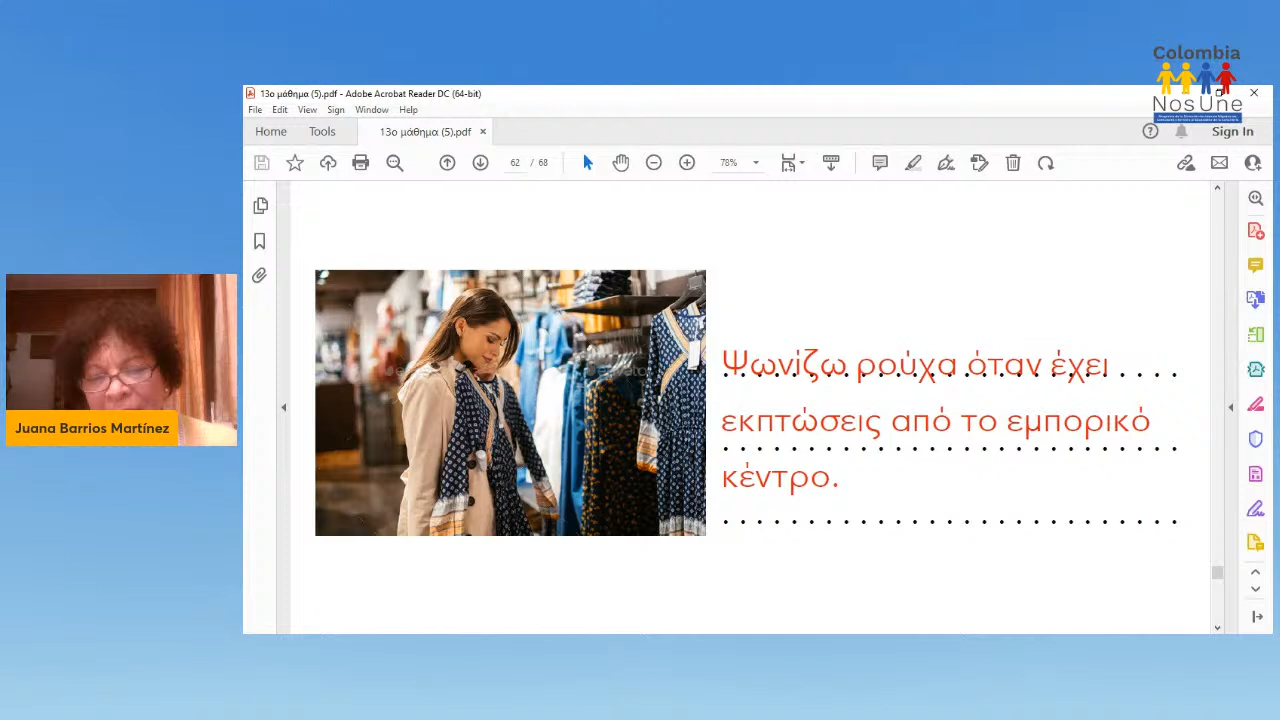 Colombia
NosUne
13ο μάθημα (5).pdf - Adobe Acrobat Reader DC (64-bit)
File Edit View Sign Window Help
Home Tools 13ο μάθημα (5).pdf × Sign In
62 / 68 78%
Ψωνίζω ρούχα όταν έχει
εκπτώσεις από το εμπορικό
κέντρο.
Juana Barrios Martínez